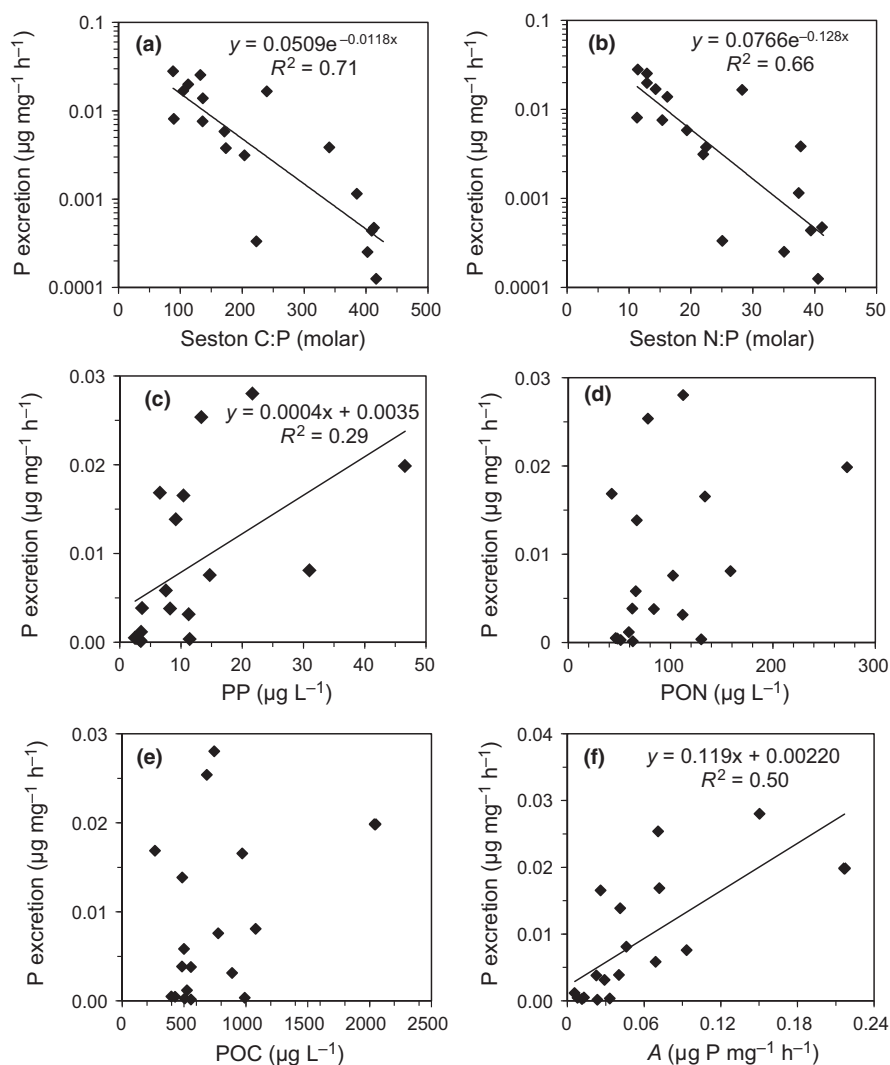 (a)
y = 0.0509e^−0.0118x
R² = 0.71
0.1
0.01
0.001
0.0001
P excretion (µg mg⁻¹ h⁻¹)
0 100 200 300 400 500
Seston C:P (molar)
(b)
y = 0.0766e^−0.128x
R² = 0.66
0.1
0.01
0.001
0.0001
P excretion (µg mg⁻¹ h⁻¹)
0 10 20 30 40 50
Seston N:P (molar)
(c)
y = 0.0004x + 0.0035
R² = 0.29
0.03
0.02
0.01
0.00
P excretion (µg mg⁻¹ h⁻¹)
0 10 20 30 40 50
PP (µg L⁻¹)
(d)
0.03
0.02
0.01
0
P excretion (µg mg⁻¹ h⁻¹)
0 100 200 300
PON (µg L⁻¹)
(e)
0.03
0.02
0.01
0.00
P excretion (µg mg⁻¹ h⁻¹)
0 500 1000 1500 2000 2500
POC (µg L⁻¹)
(f)
y = 0.119x + 0.00220
R² = 0.50
0.04
0.03
0.02
0.01
0.00
P excretion (µg mg⁻¹ h⁻¹)
0 0.06 0.12 0.18 0.24
A (µg P mg⁻¹ h⁻¹)